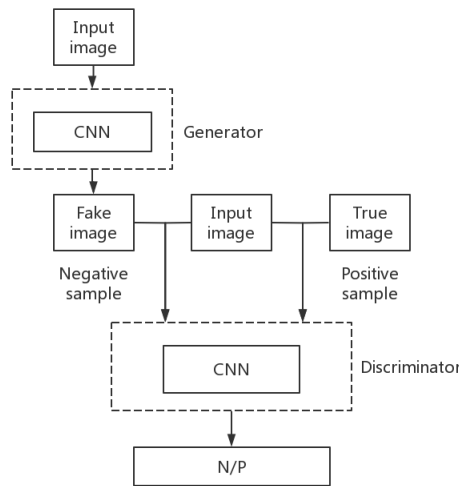 Input
image
CNN
Generator
Fake
image
Input
image
True
image
Negative
sample
Positive
sample
CNN
Discriminator
N/P